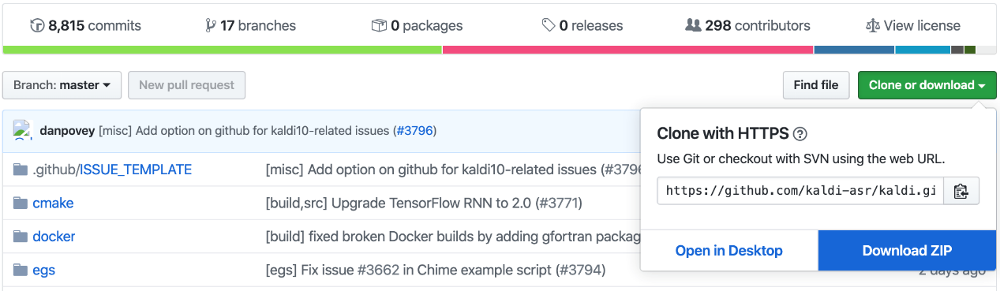 8,815 commits 17 branches 0 packages 0 releases 298 contributors View license
Branch: master New pull request Find file Clone or download
danpovey [misc] Add option on github for kaldi10-related issues (#3796)
Clone with HTTPS
Use Git or checkout with SVN using the web URL.
https://github.com/kaldi-asr/kaldi.gi
Open in Desktop Download ZIP
.github/ISSUE_TEMPLATE [misc] Add option on github for kaldi10-related issues (#3796
cmake [build,src] Upgrade TensorFlow RNN to 2.0 (#3771)
docker [build] fixed broken Docker builds by adding gfortran packag
egs [egs] Fix issue #3662 in Chime example script (#3794) 2 days ago